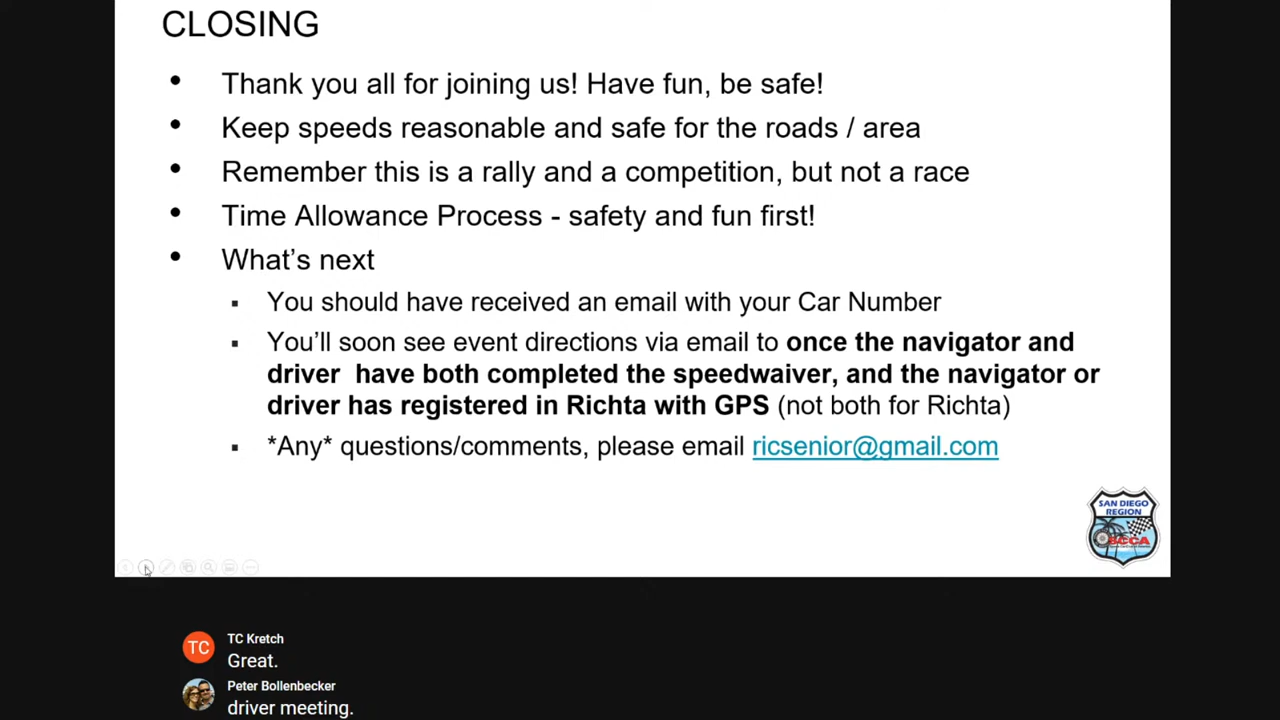 CLOSING
• Thank you all for joining us! Have fun, be safe!
• Keep speeds reasonable and safe for the roads / area
• Remember this is a rally and a competition, but not a race
• Time Allowance Process - safety and fun first!
• What’s next
▪ You should have received an email with your Car Number
▪ You’ll soon see event directions via email to once the navigator and
driver  have both completed the speedwaiver, and the navigator or
driver has registered in Richta with GPS (not both for Richta)
▪ *Any* questions/comments, please email ricsenior@gmail.com
SAN DIEGO
REGION
SCCA
TC
TC Kretch
Great.
Peter Bollenbecker
driver meeting.